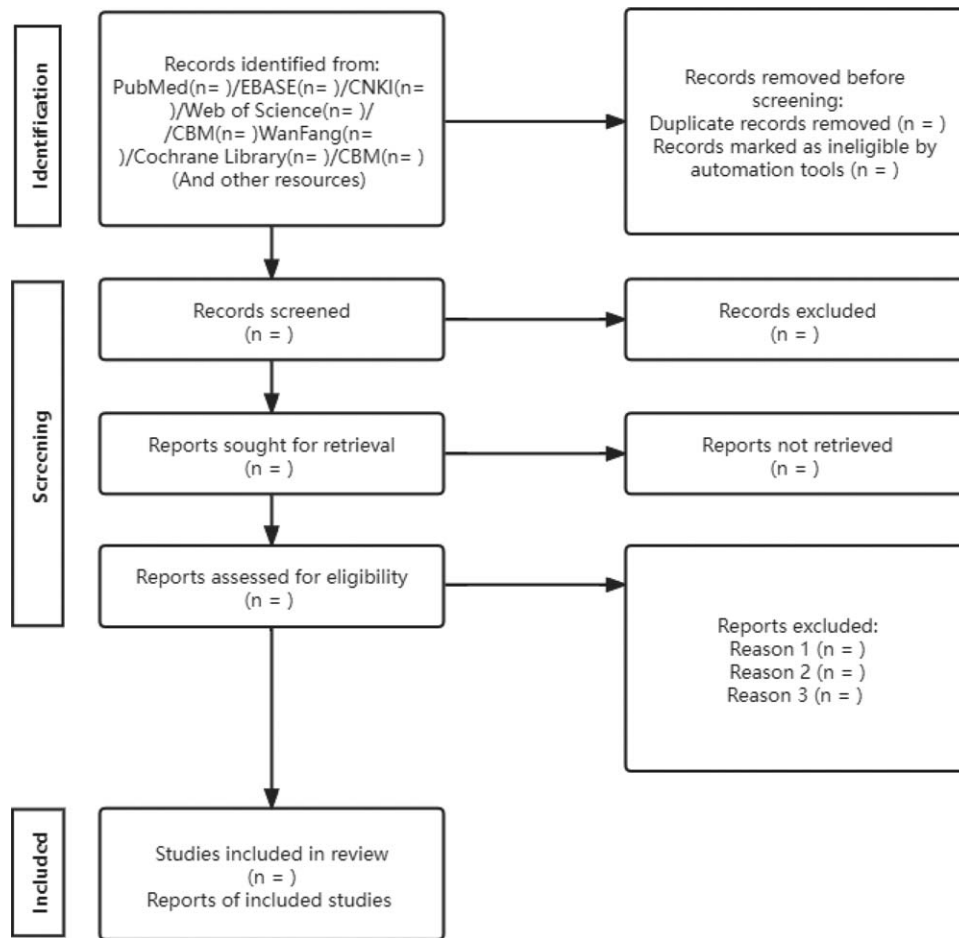 Identification
Records identified from:
PubMed(n= )/EBASE(n= )/CNKI(n=
)/Web of Science(n= )/
/CBM(n= )WanFang(n=
)/Cochrane Library(n= )/CBM(n= )
(And other resources)
Records removed before
screening:
Duplicate records removed (n = )
Records marked as ineligible by
automation tools (n = )
Screening
Records screened
(n = )
Records excluded
(n = )
Reports sought for retrieval
(n = )
Reports not retrieved
(n = )
Reports assessed for eligibility
(n = )
Reports excluded:
Reason 1 (n = )
Reason 2 (n = )
Reason 3 (n = )
Included
Studies included in review
(n = )
Reports of included studies